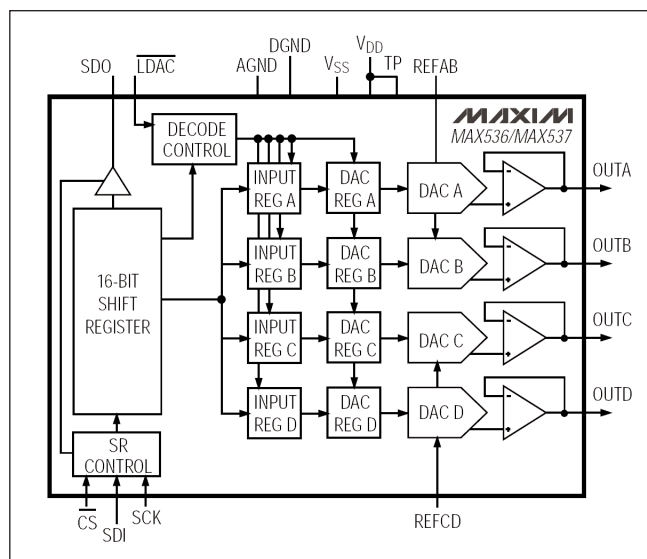 SDO
LDAC
AGND
DGND
VSS
VDD
TP
REFAB
MAXIM
MAX536/MAX537
DECODE
CONTROL
INPUT
REG A
DAC
REG A
DAC A
OUTA
INPUT
REG B
DAC
REG B
DAC B
OUTB
16-BIT
SHIFT
REGISTER
INPUT
REG C
DAC
REG C
DAC C
OUTC
INPUT
REG D
DAC
REG D
DAC D
OUTD
SR
CONTROL
CS
SDI
SCK
REFCD